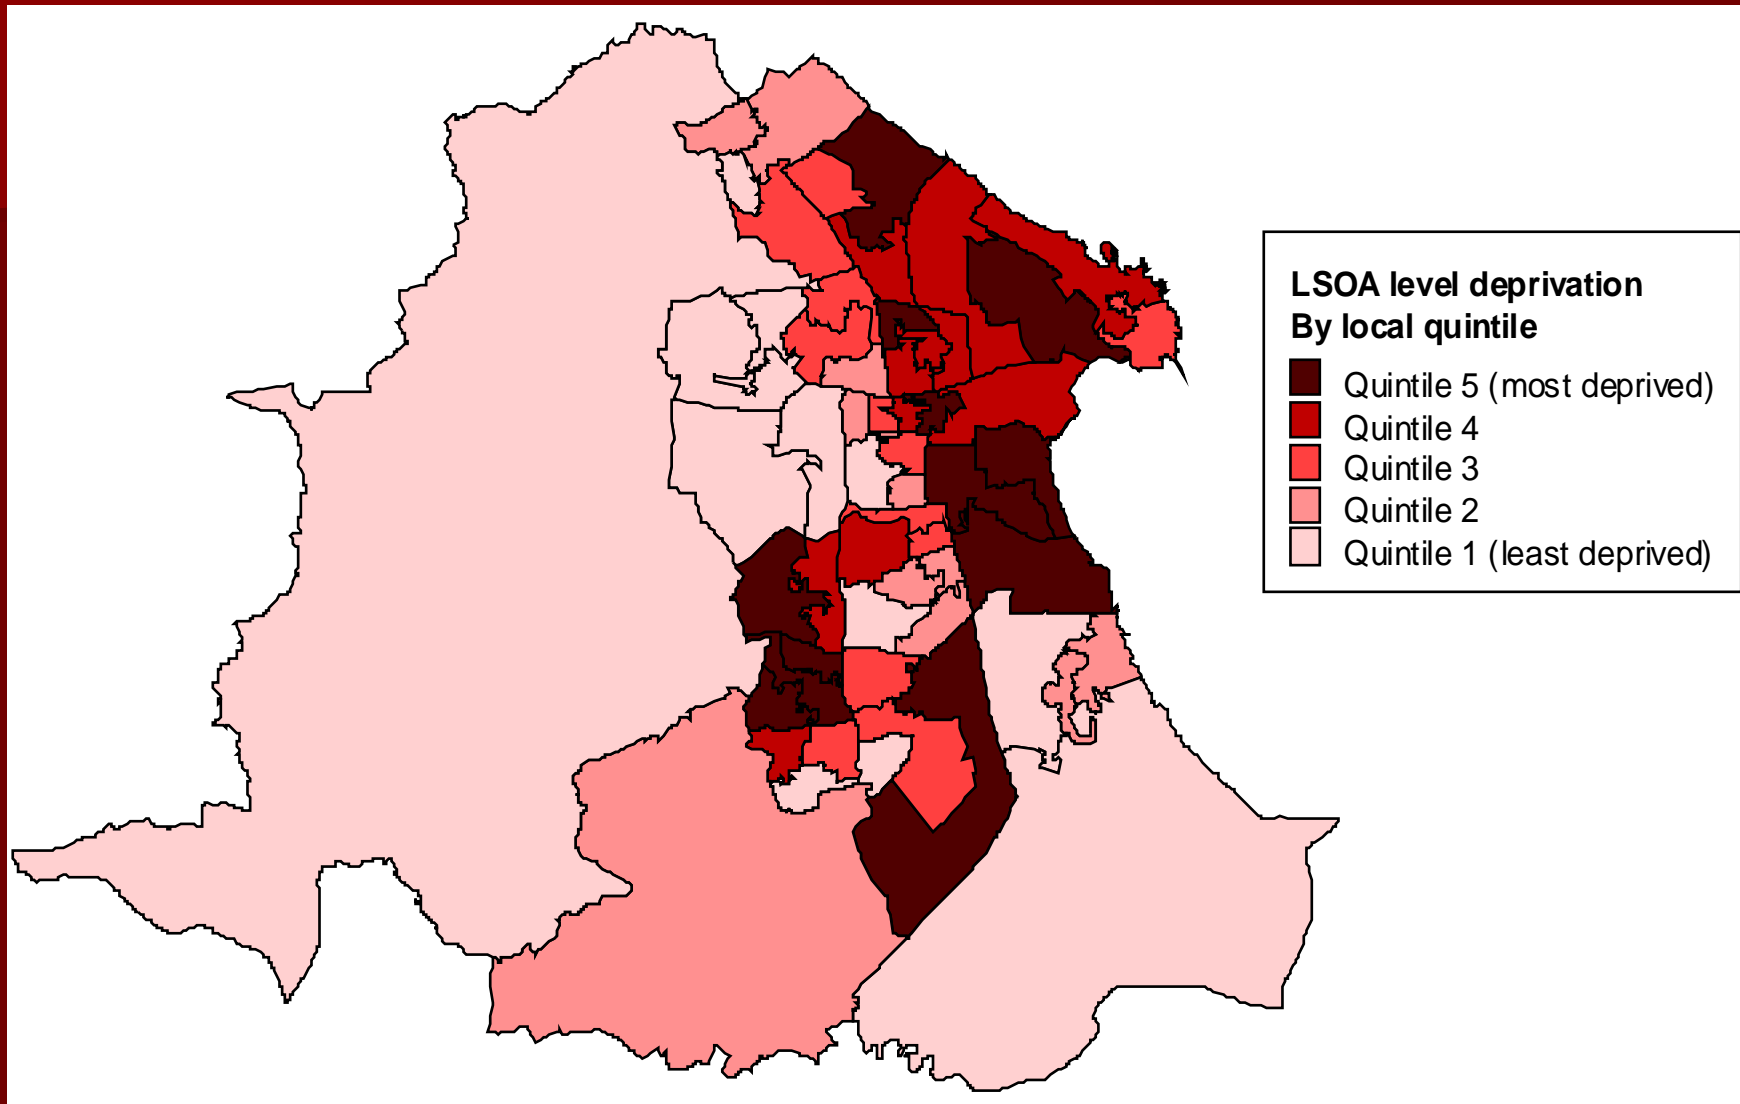 LSOA level deprivation
By local quintile
Quintile 5 (most deprived)
Quintile 4
Quintile 3
Quintile 2
Quintile 1 (least deprived)